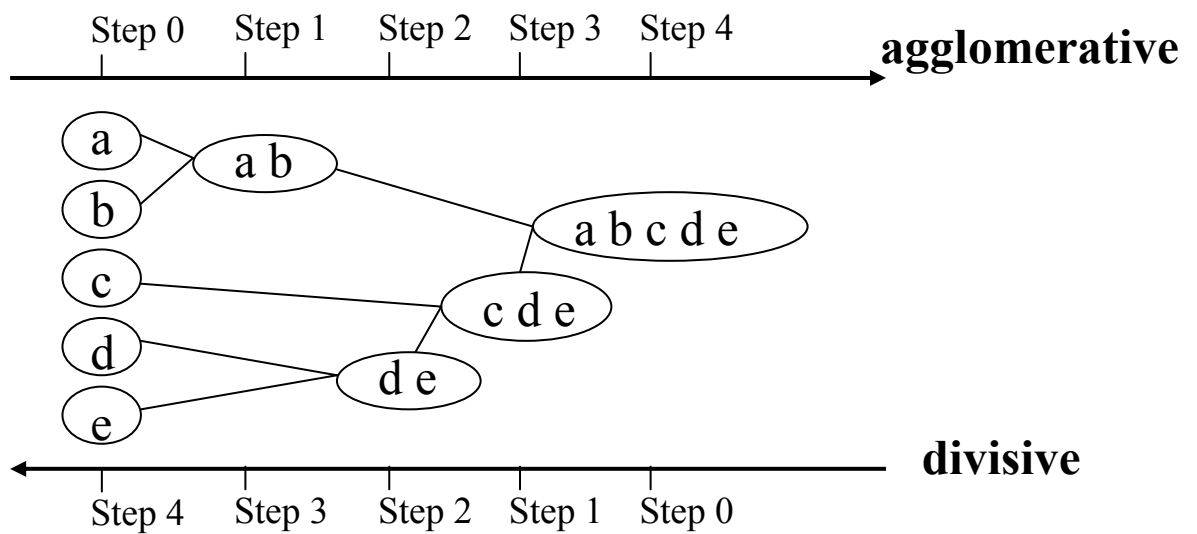 Step 0 Step 1 Step 2 Step 3 Step 4
agglomerative
a
a b
b
a b c d e
c
c d e
d
d e
e
divisive
Step 4 Step 3 Step 2 Step 1 Step 0